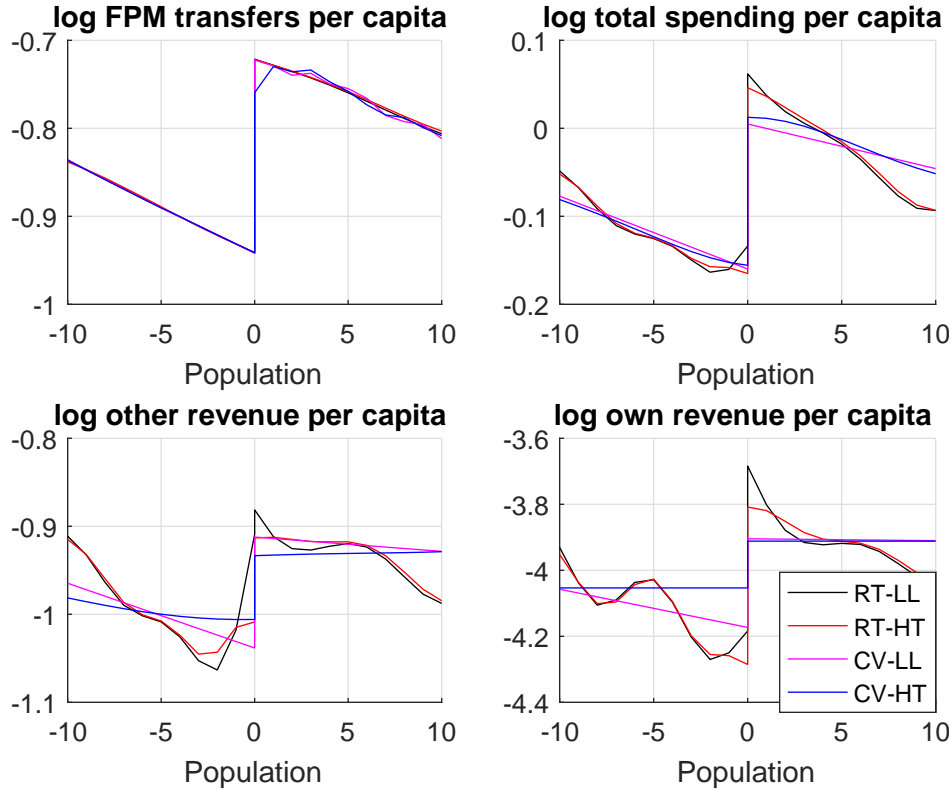 log FPM transfers per capita
-0.7
-0.8
-0.9
-1
-10 -5 0 5 10
Population
log total spending per capita
0.1
0
-0.1
-0.2
-10 -5 0 5 10
Population
log other revenue per capita
-0.8
-0.9
-1.0
-1.1
-10 -5 0 5 10
Population
log own revenue per capita
-3.6
-3.8
-4
-4.2
-4.4
-10 -5 0 5 10
Population
RT-LL
RT-HT
CV-LL
CV-HT